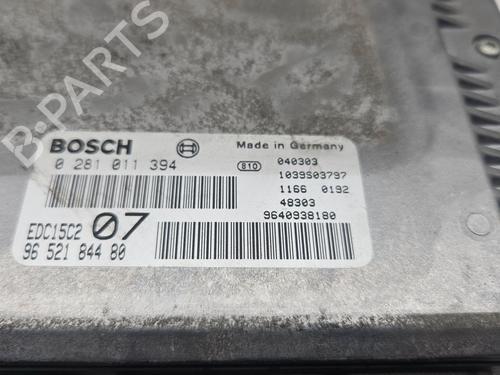 B-PARTS
BOSCH
Made in Germany
0 281 011 394
810
040303
1039S03797
1166 0192
48303
9640938180
EDC15C2 07
96 521 844 80